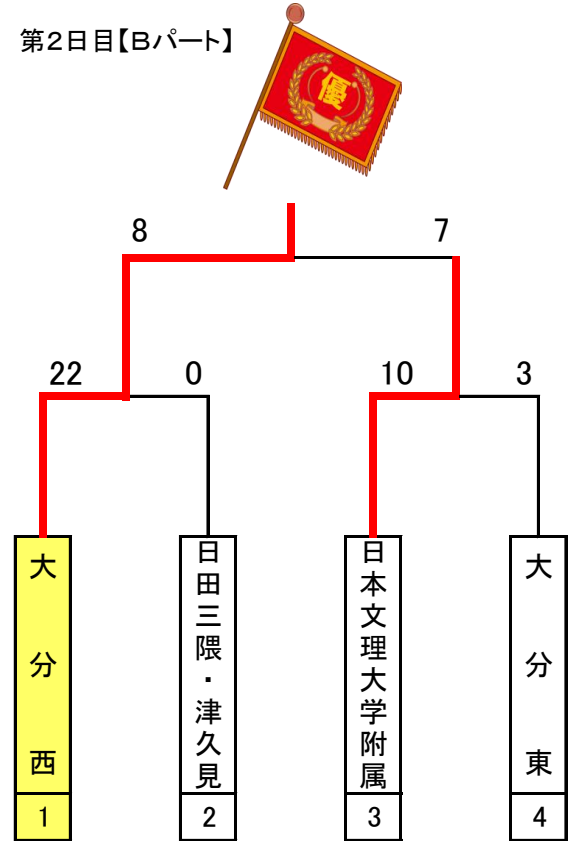 第2日目【Bパート】
優
8 7
22 0 10 3
大分西
日田三隈・津久見
日本文理大学附属
大分東
1 2 3 4